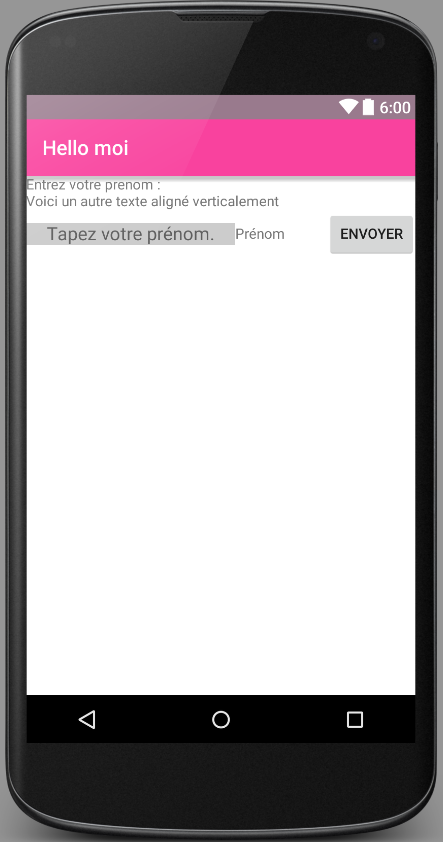 6:00
Hello moi
Entrez votre prenom :
Voici un autre texte aligné verticalement
Tapez votre prénom. Prénom ENVOYER